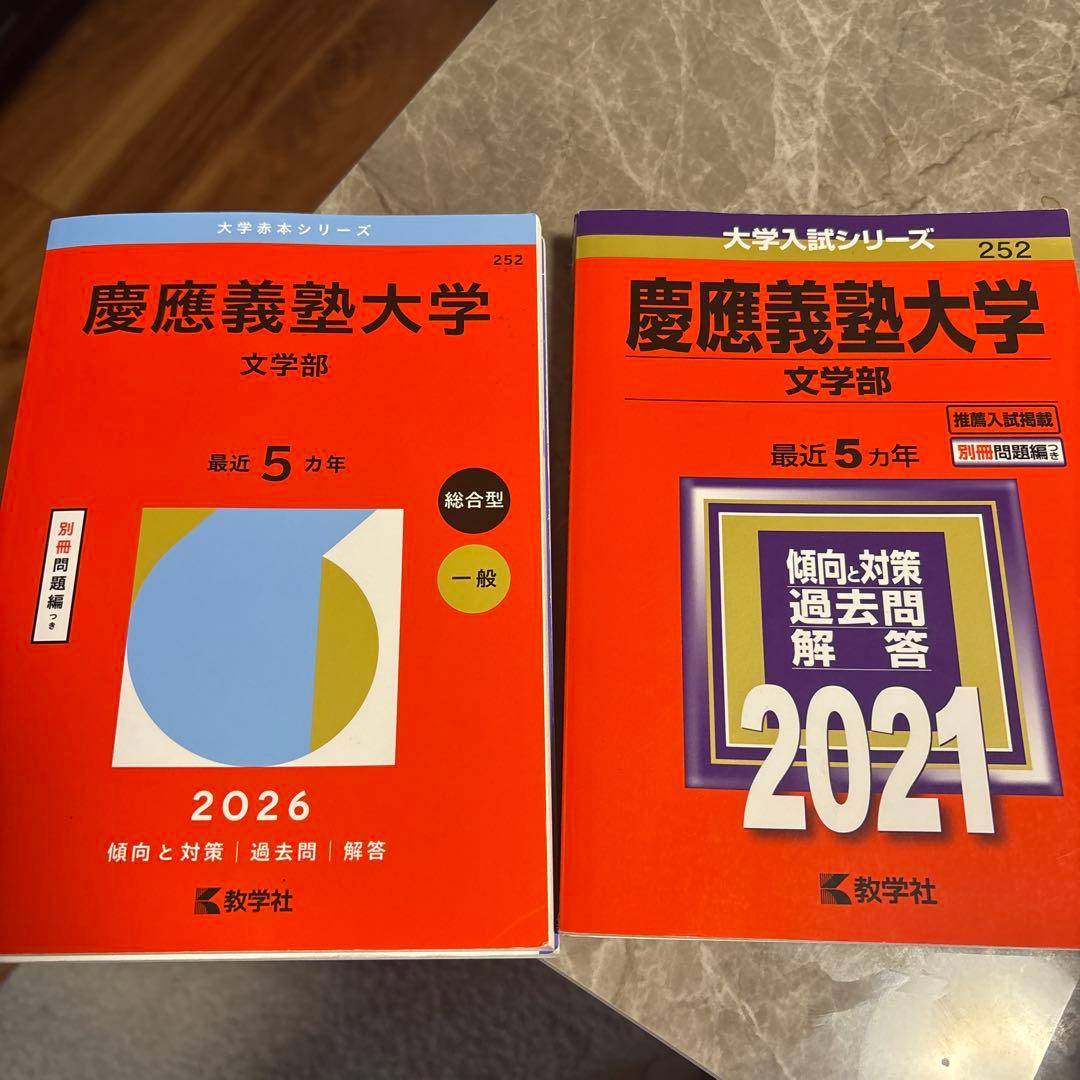 大学赤本シリーズ
252
慶應義塾大学
文学部
最近5カ年
総合型
一般
別冊問題編つき
2026
傾向と対策｜過去問｜解答
教学社
大学入試シリーズ
252
慶應義塾大学
文学部
推薦入試掲載
最近5カ年
別冊問題編つき
傾向と対策
過去問
解答
2021
教学社